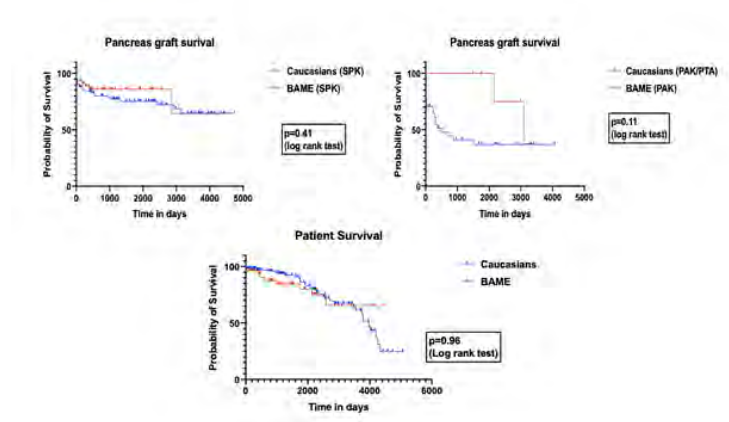 Pancreas graft surival
Probability of Survival
100
50
0
0 1000 2000 3000 4000 5000
Time in days
Caucasians (SPK)
BAME (SPK)
p=0.41
(log rank test)
Pancreas graft survival
Probability of Survival
100
50
0
0 1000 2000 3000 4000 5000
Time in days
Caucasians (PAK/PTA)
BAME (PAK)
p=0.11
(log rank test)
Patient Survival
Probability of Survival
100
50
0
0 2000 4000 6000
Time in days
Caucasians
BAME
p=0.96
(Log rank test)